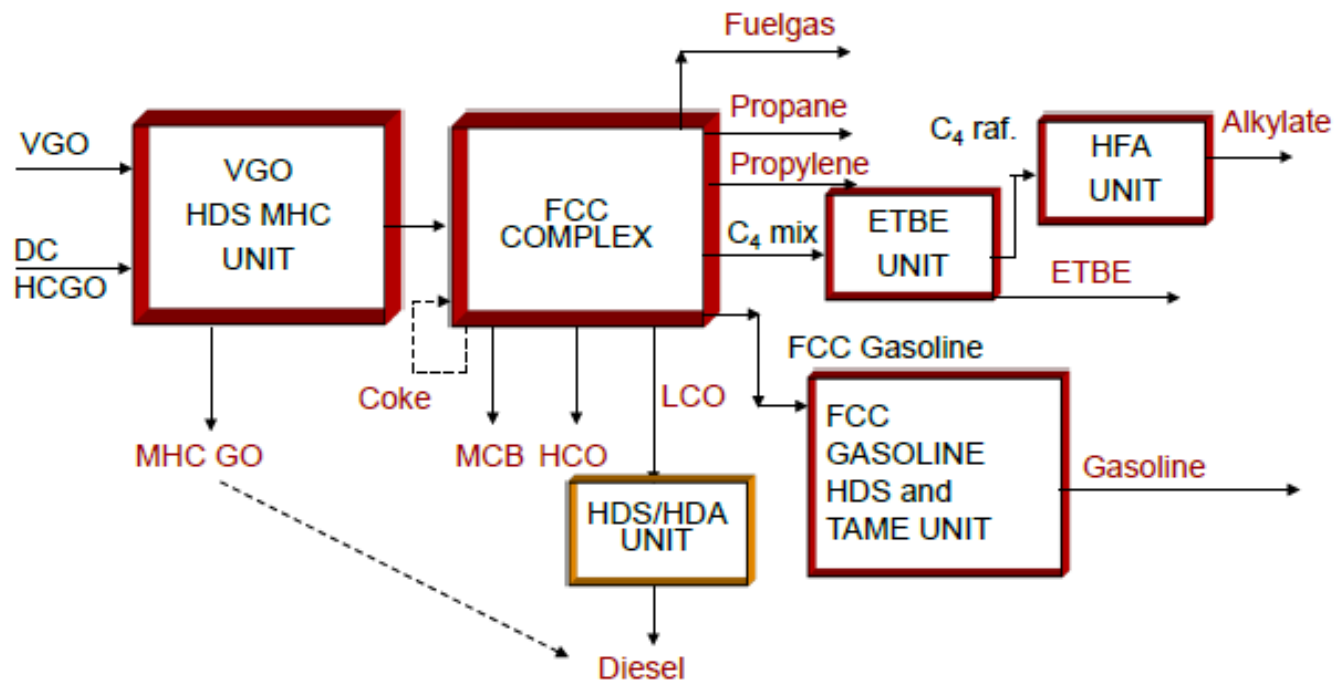 Fuelgas
Propane
Propylene
C4 mix
C4 raf.
Alkylate
HFA
UNIT
VGO
DC
HCGO
VGO
HDS MHC
UNIT
FCC
COMPLEX
ETBE
UNIT
ETBE
FCC Gasoline
Coke
LCO
MHC GO
MCB HCO
FCC
GASOLINE
HDS and
TAME UNIT
Gasoline
HDS/HDA
UNIT
Diesel